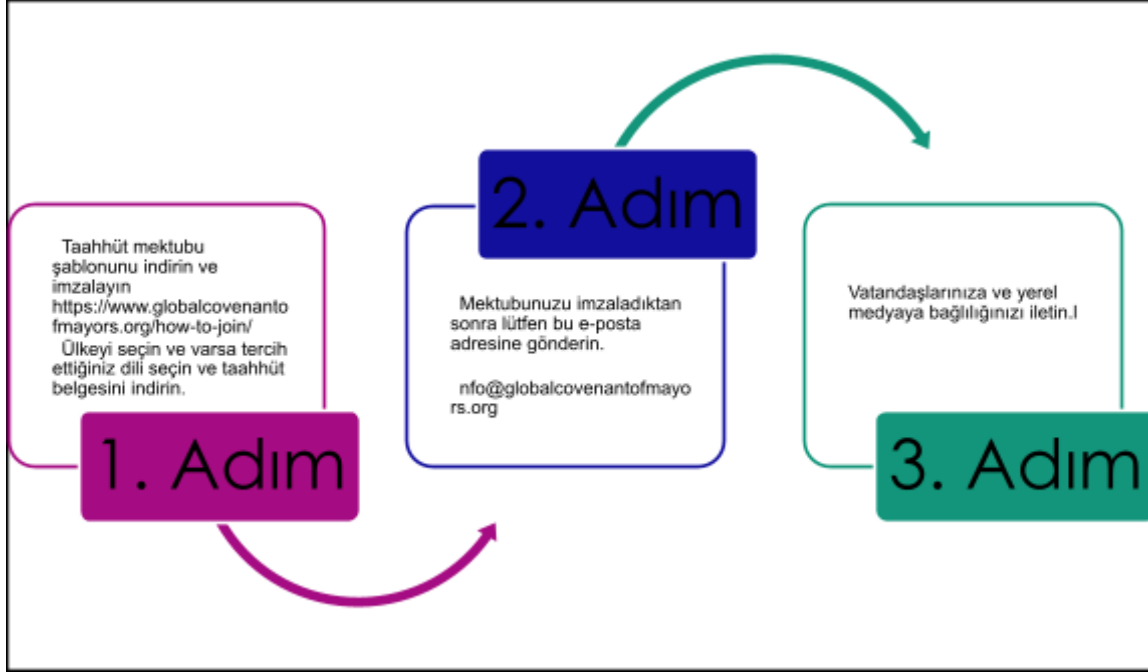 Taahhüt mektubu
şablonunu indirin ve
imzalayın
https://www.globalcovenanto
fmayors.org/how-to-join/
Ülkeyi seçin ve varsa tercih
ettiğiniz dili seçin ve taahhüt
belgesini indirin.
1. Adım
2. Adım
Mektubunuzu imzaladıktan
sonra lütfen bu e-posta
adresine gönderin.
nfo@globalcovenantofmayo
rs.org
Vatandaşlarınıza ve yerel
medyaya bağlılığınızı iletin.l
3. Adım